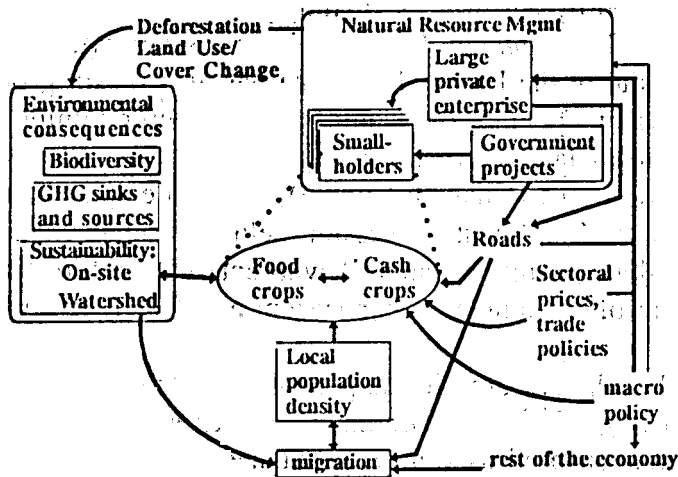 Deforestation
Land Use/
Cover Change
Natural Resource Mgmt
Large
private
enterprise
Small-
holders
Government
projects
Environmental
consequences
Biodiversity
GHG sinks
and sources
Sustainability:
On-site
Watershed
Food
crops
Cash
crops
Roads
Sectoral
prices,
trade
policies
Local
population
density
macro
policy
migration
rest of the economy